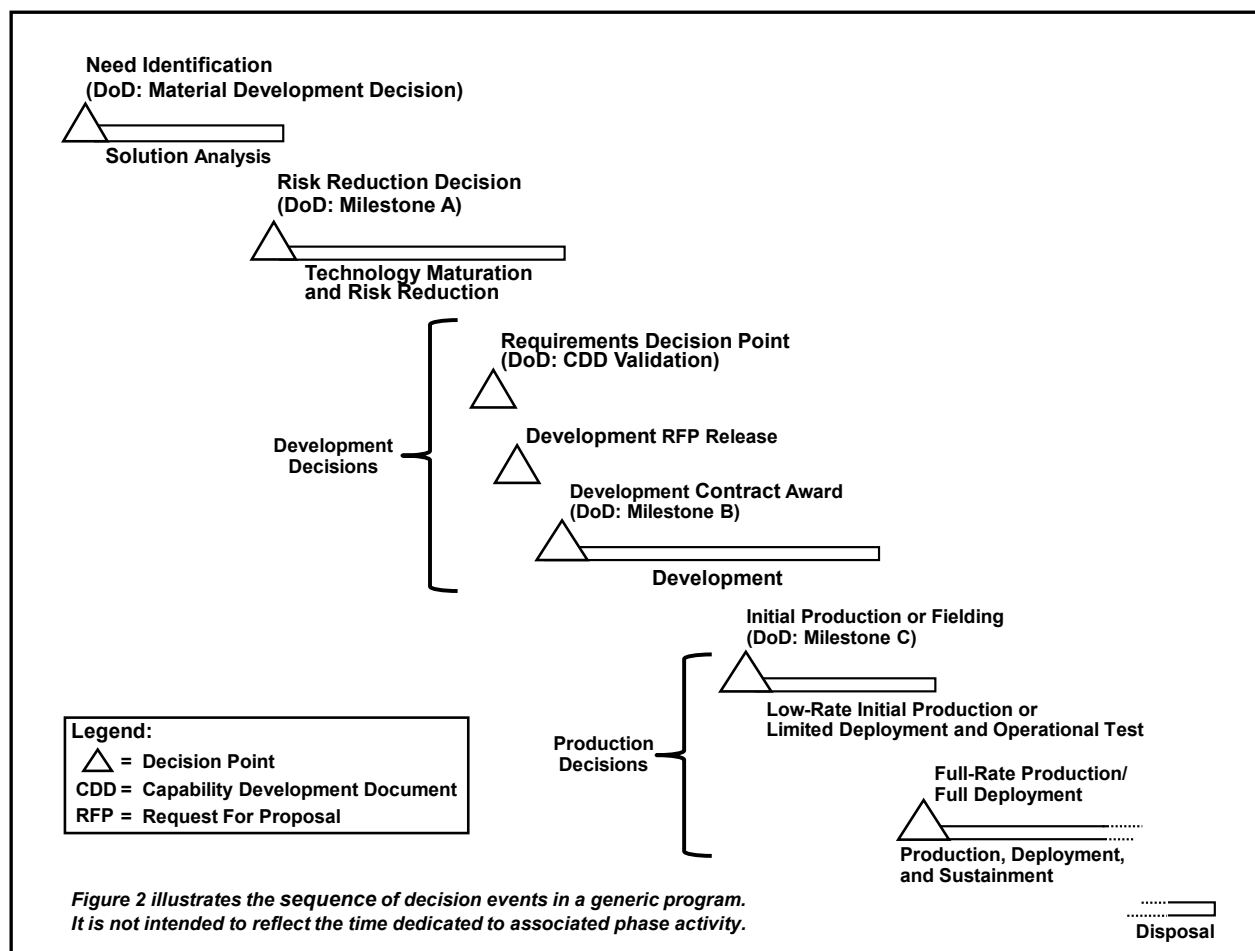 Need Identification
(DoD: Material Development Decision)
Solution Analysis
Risk Reduction Decision
(DoD: Milestone A)
Technology Maturation
and Risk Reduction
Requirements Decision Point
(DoD: CDD Validation)
Development
Decisions
Development RFP Release
Development Contract Award
(DoD: Milestone B)
Development
Initial Production or Fielding
(DoD: Milestone C)
Low-Rate Initial Production or
Limited Deployment and Operational Test
Production
Decisions
Full-Rate Production/
Full Deployment
Production, Deployment,
and Sustainment
Disposal
Legend:
= Decision Point
CDD = Capability Development Document
RFP = Request For Proposal
Figure 2 illustrates the sequence of decision events in a generic program.
It is not intended to reflect the time dedicated to associated phase activity.